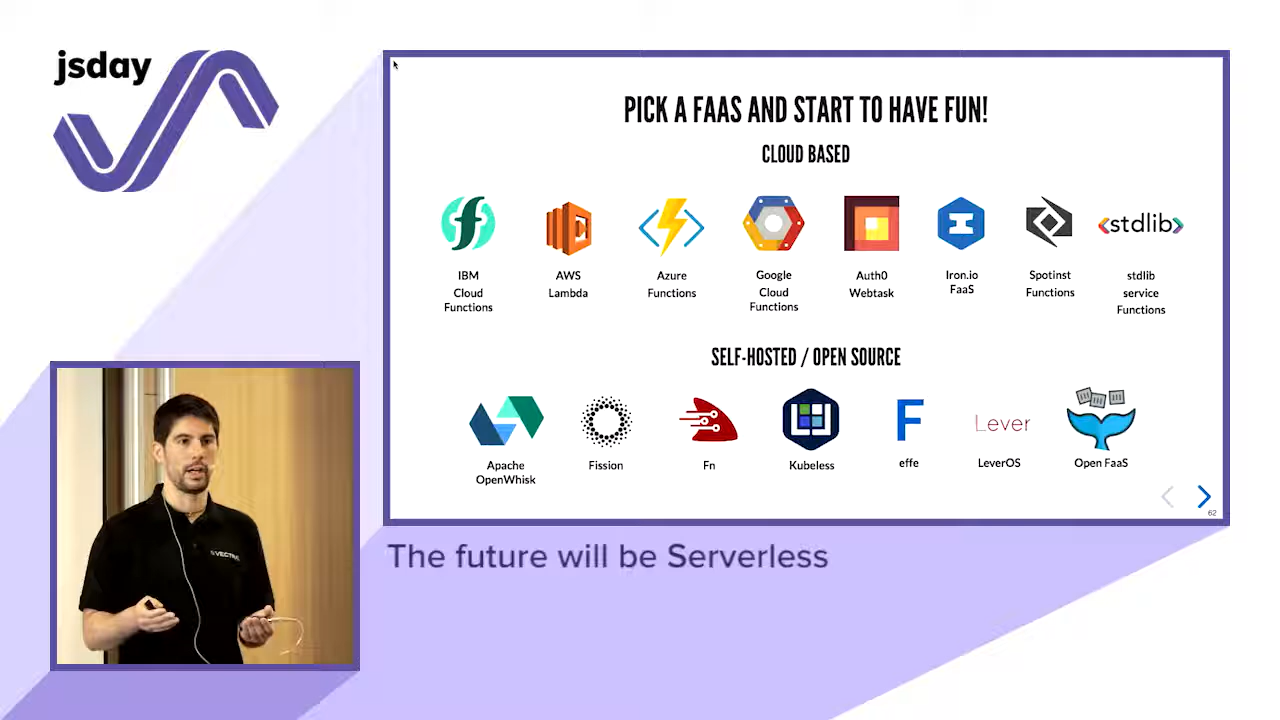 jsday
PICK A FAAS AND START TO HAVE FUN!
CLOUD BASED
IBM
Cloud
Functions
AWS
Lambda
Azure
Functions
Google
Cloud
Functions
Auth0
Webtask
Iron.io
FaaS
Spotinst
Functions
<stdlib>
stdlib
service
Functions
SELF-HOSTED / OPEN SOURCE
Apache
OpenWhisk
Fission
Fn
Kubeless
F
effe
Lever
LeverOS
Open FaaS
62
The future will be Serverless